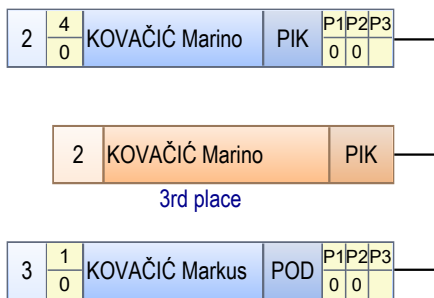 2 4 0 KOVAČIĆ Marino PIK P1 P2 P3 0 0
2 KOVAČIĆ Marino PIK
3rd place
3 1 0 KOVAČIĆ Markus POD P1 P2 P3 0 0